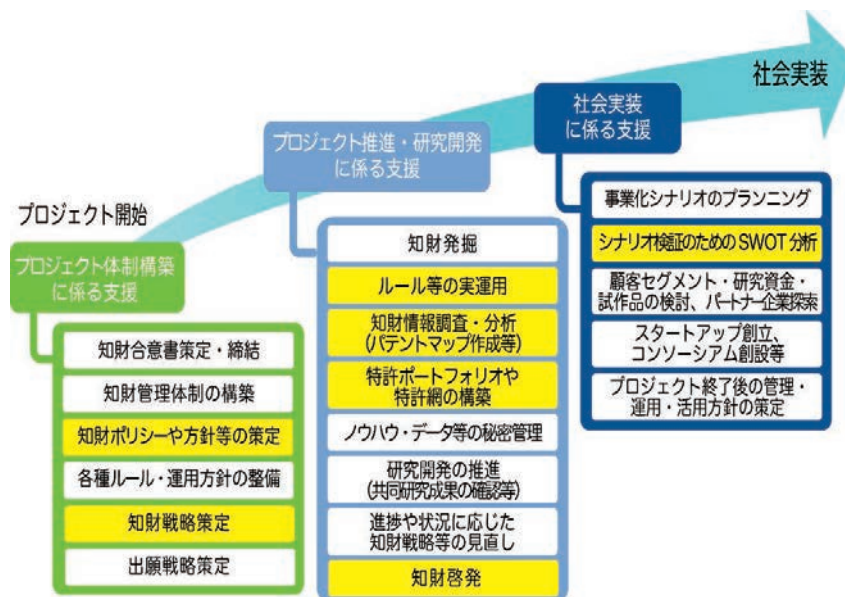 社会実装
プロジェクト開始
プロジェクト体制構築
に係る支援
知財合意書策定・締結
知財管理体制の構築
知財ポリシーや方針等の策定
各種ルール・運用方針の整備
知財戦略策定
出願戦略策定
プロジェクト推進・研究開発
に係る支援
知財発掘
ルール等の実運用
知財情報調査・分析
(パテントマップ作成等)
特許ポートフォリオや
特許網の構築
ノウハウ・データ等の秘密管理
研究開発の推進
(共同研究成果の確認等)
進捗や状況に応じた
知財戦略等の見直し
知財啓発
社会実装
に係る支援
事業化シナリオのプランニング
シナリオ検証のための SWOT 分析
顧客セグメント・研究資金・
試作品の検討、パートナー企業探索
スタートアップ創立、
コンソーシアム創設等
プロジェクト終了後の管理・
運用・活用方針の策定